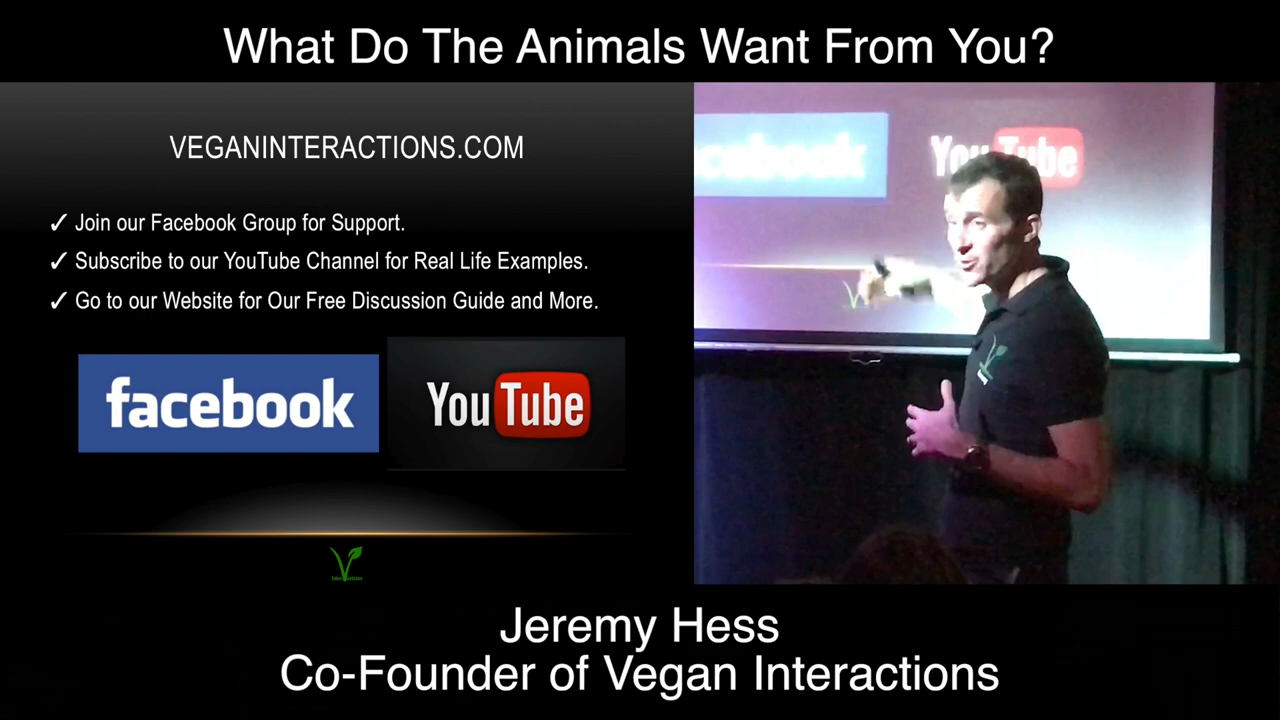 What Do The Animals Want From You?
VEGANINTERACTIONS.COM
✓ Join our Facebook Group for Support.
✓ Subscribe to our YouTube Channel for Real Life Examples.
✓ Go to our Website for Our Free Discussion Guide and More.
facebook
YouTube
cebook
YouTube
Jeremy Hess
Co-Founder of Vegan Interactions